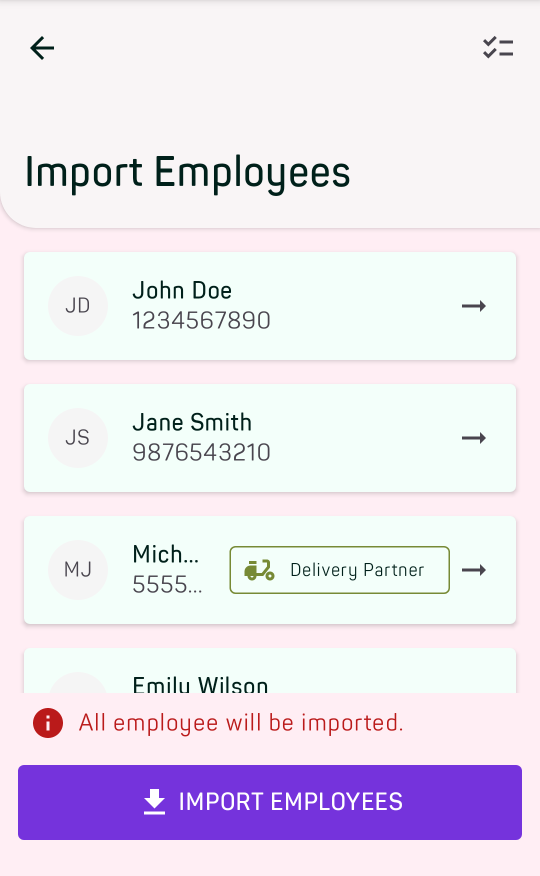 Import Employees
JD
John Doe
1234567890
JS
Jane Smith
9876543210
MJ
Mich...
5555...
Delivery Partner
Emily Wilson
All employee will be imported.
IMPORT EMPLOYEES